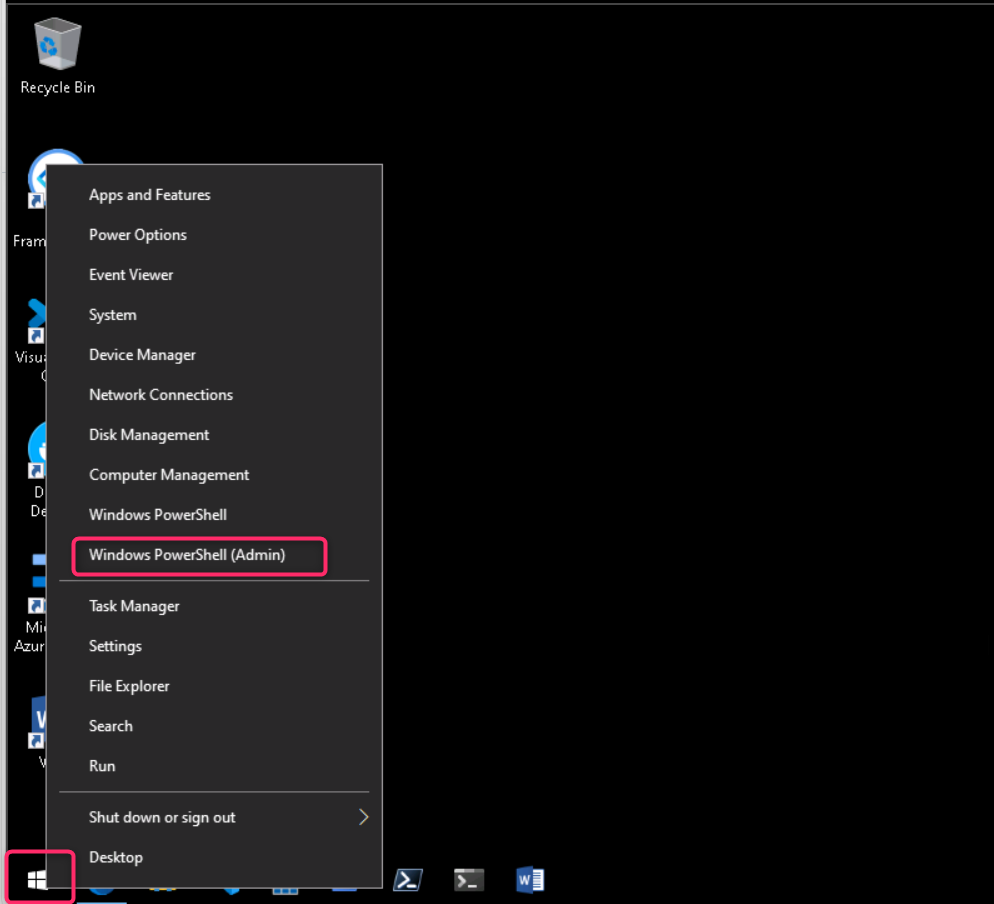 Recycle Bin
Apps and Features
Power Options
Fram
Event Viewer
System
Visu
Device Manager
Network Connections
Disk Management
Computer Management
D
De
Windows PowerShell
Windows PowerShell (Admin)
Task Manager
Mi
Azur
Settings
File Explorer
Search
Run
Shut down or sign out
Desktop